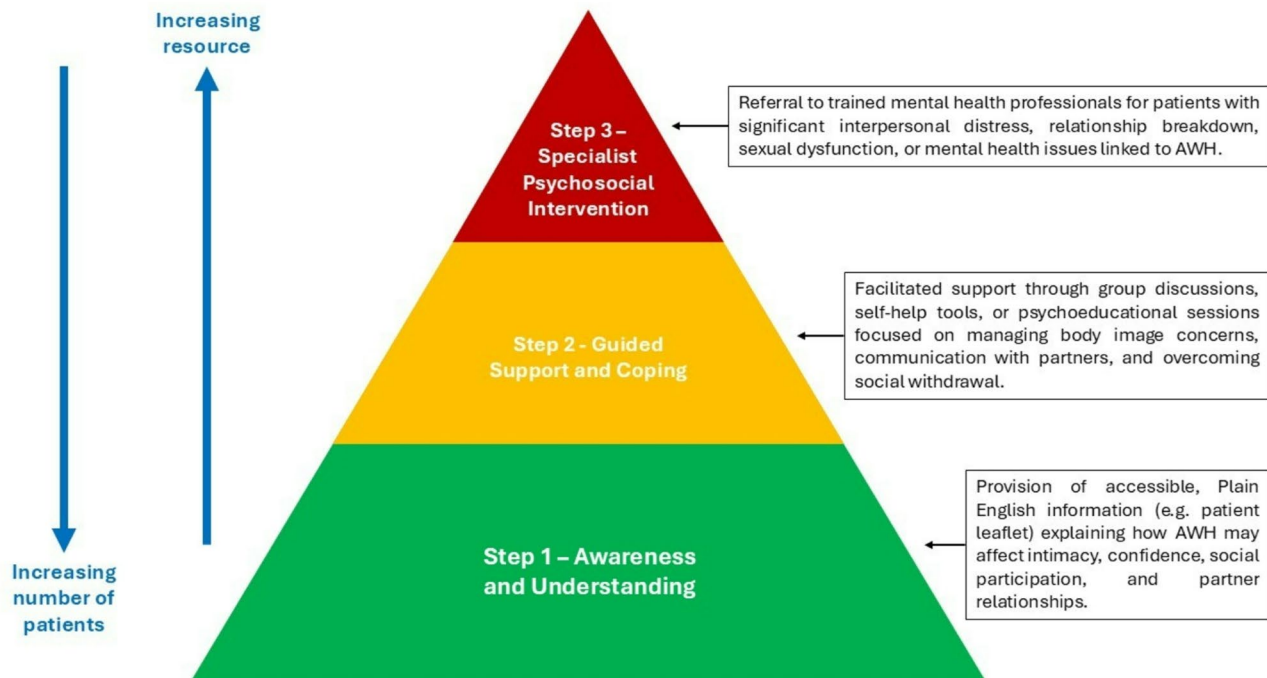 Increasing
resource
Increasing
number of
patients
Step 3 –
Specialist
Psychosocial
Intervention
Referral to trained mental health professionals for patients with
significant interpersonal distress, relationship breakdown,
sexual dysfunction, or mental health issues linked to AWH.
Step 2 - Guided
Support and Coping
Facilitated support through group discussions,
self-help tools, or psychoeducational sessions
focused on managing body image concerns,
communication with partners, and overcoming
social withdrawal.
Step 1 – Awareness
and Understanding
Provision of accessible, Plain
English information (e.g. patient
leaflet) explaining how AWH may
affect intimacy, confidence, social
participation, and partner
relationships.